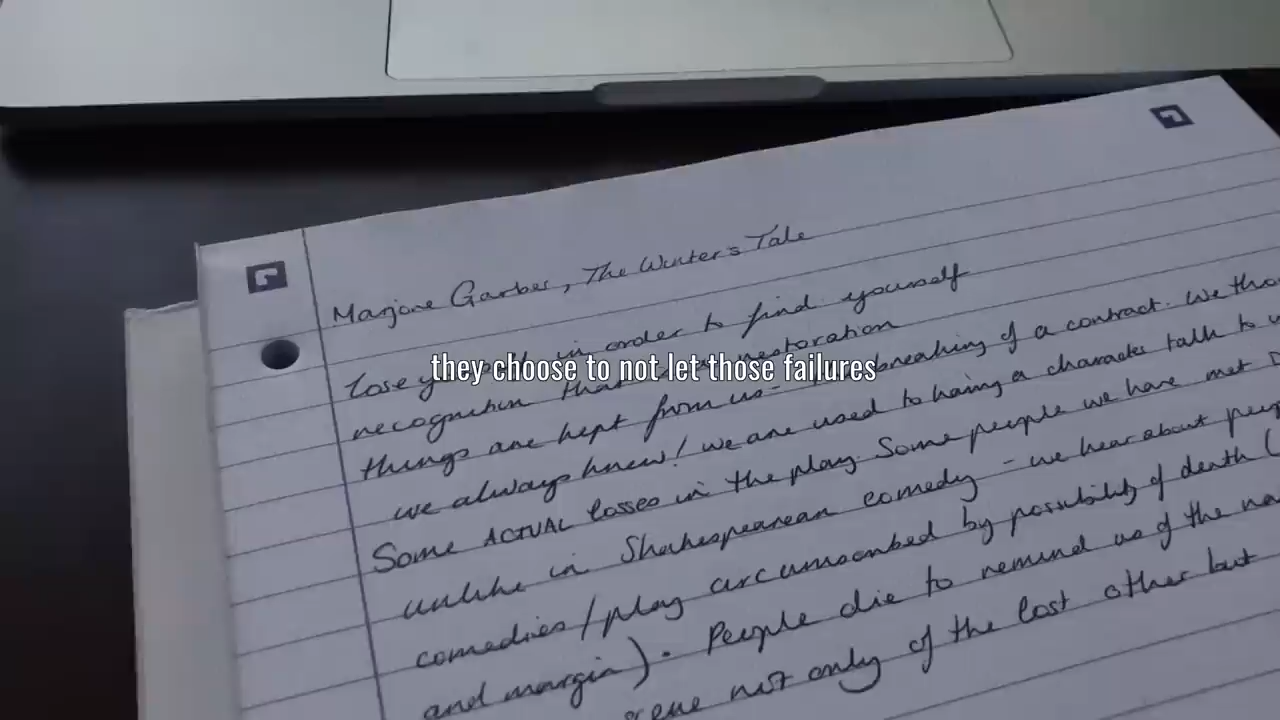 Marjorie Garber, The Winter's Tale
Lose in order to find yourself
recognition that restoration
they choose to not let those failures
things are kept from us - breaking of a contract. We tho
we always knew! we are used to having a character talk to u
Some ACTUAL losses in the play. Some people we have met
unlike in Shakespearean comedy - we hear about peop
comedies/play circumscribed by possibility of death (
and margin). People die to remind us of the na
not only of the lost other but